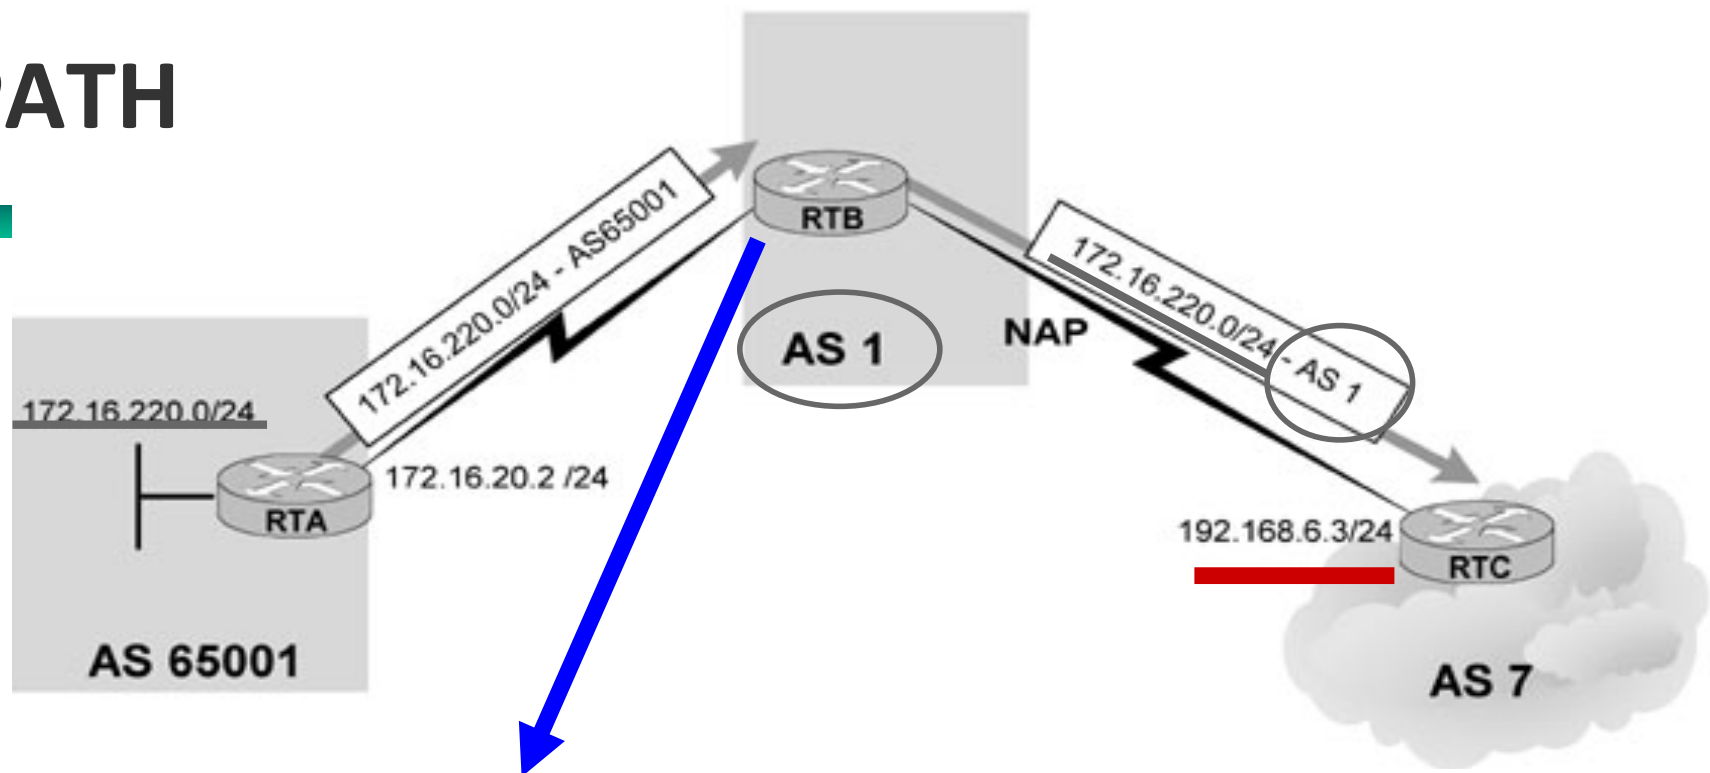 PATH
172.16.220.0/24 - AS65001
RTB
172.16.220.0/24 - AS 1
AS 1
NAP
172.16.220.0/24
172.16.20.2 /24
RTA
192.168.6.3/24
RTC
AS 65001
AS 7